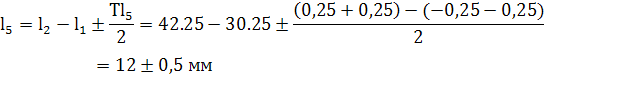 l₅ = l₂ − l₁ ± Tl₅/2 = 42.25 − 30.25 ± (0,25 + 0,25) − (−0,25 − 0,25)/2
= 12 ± 0,5 мм